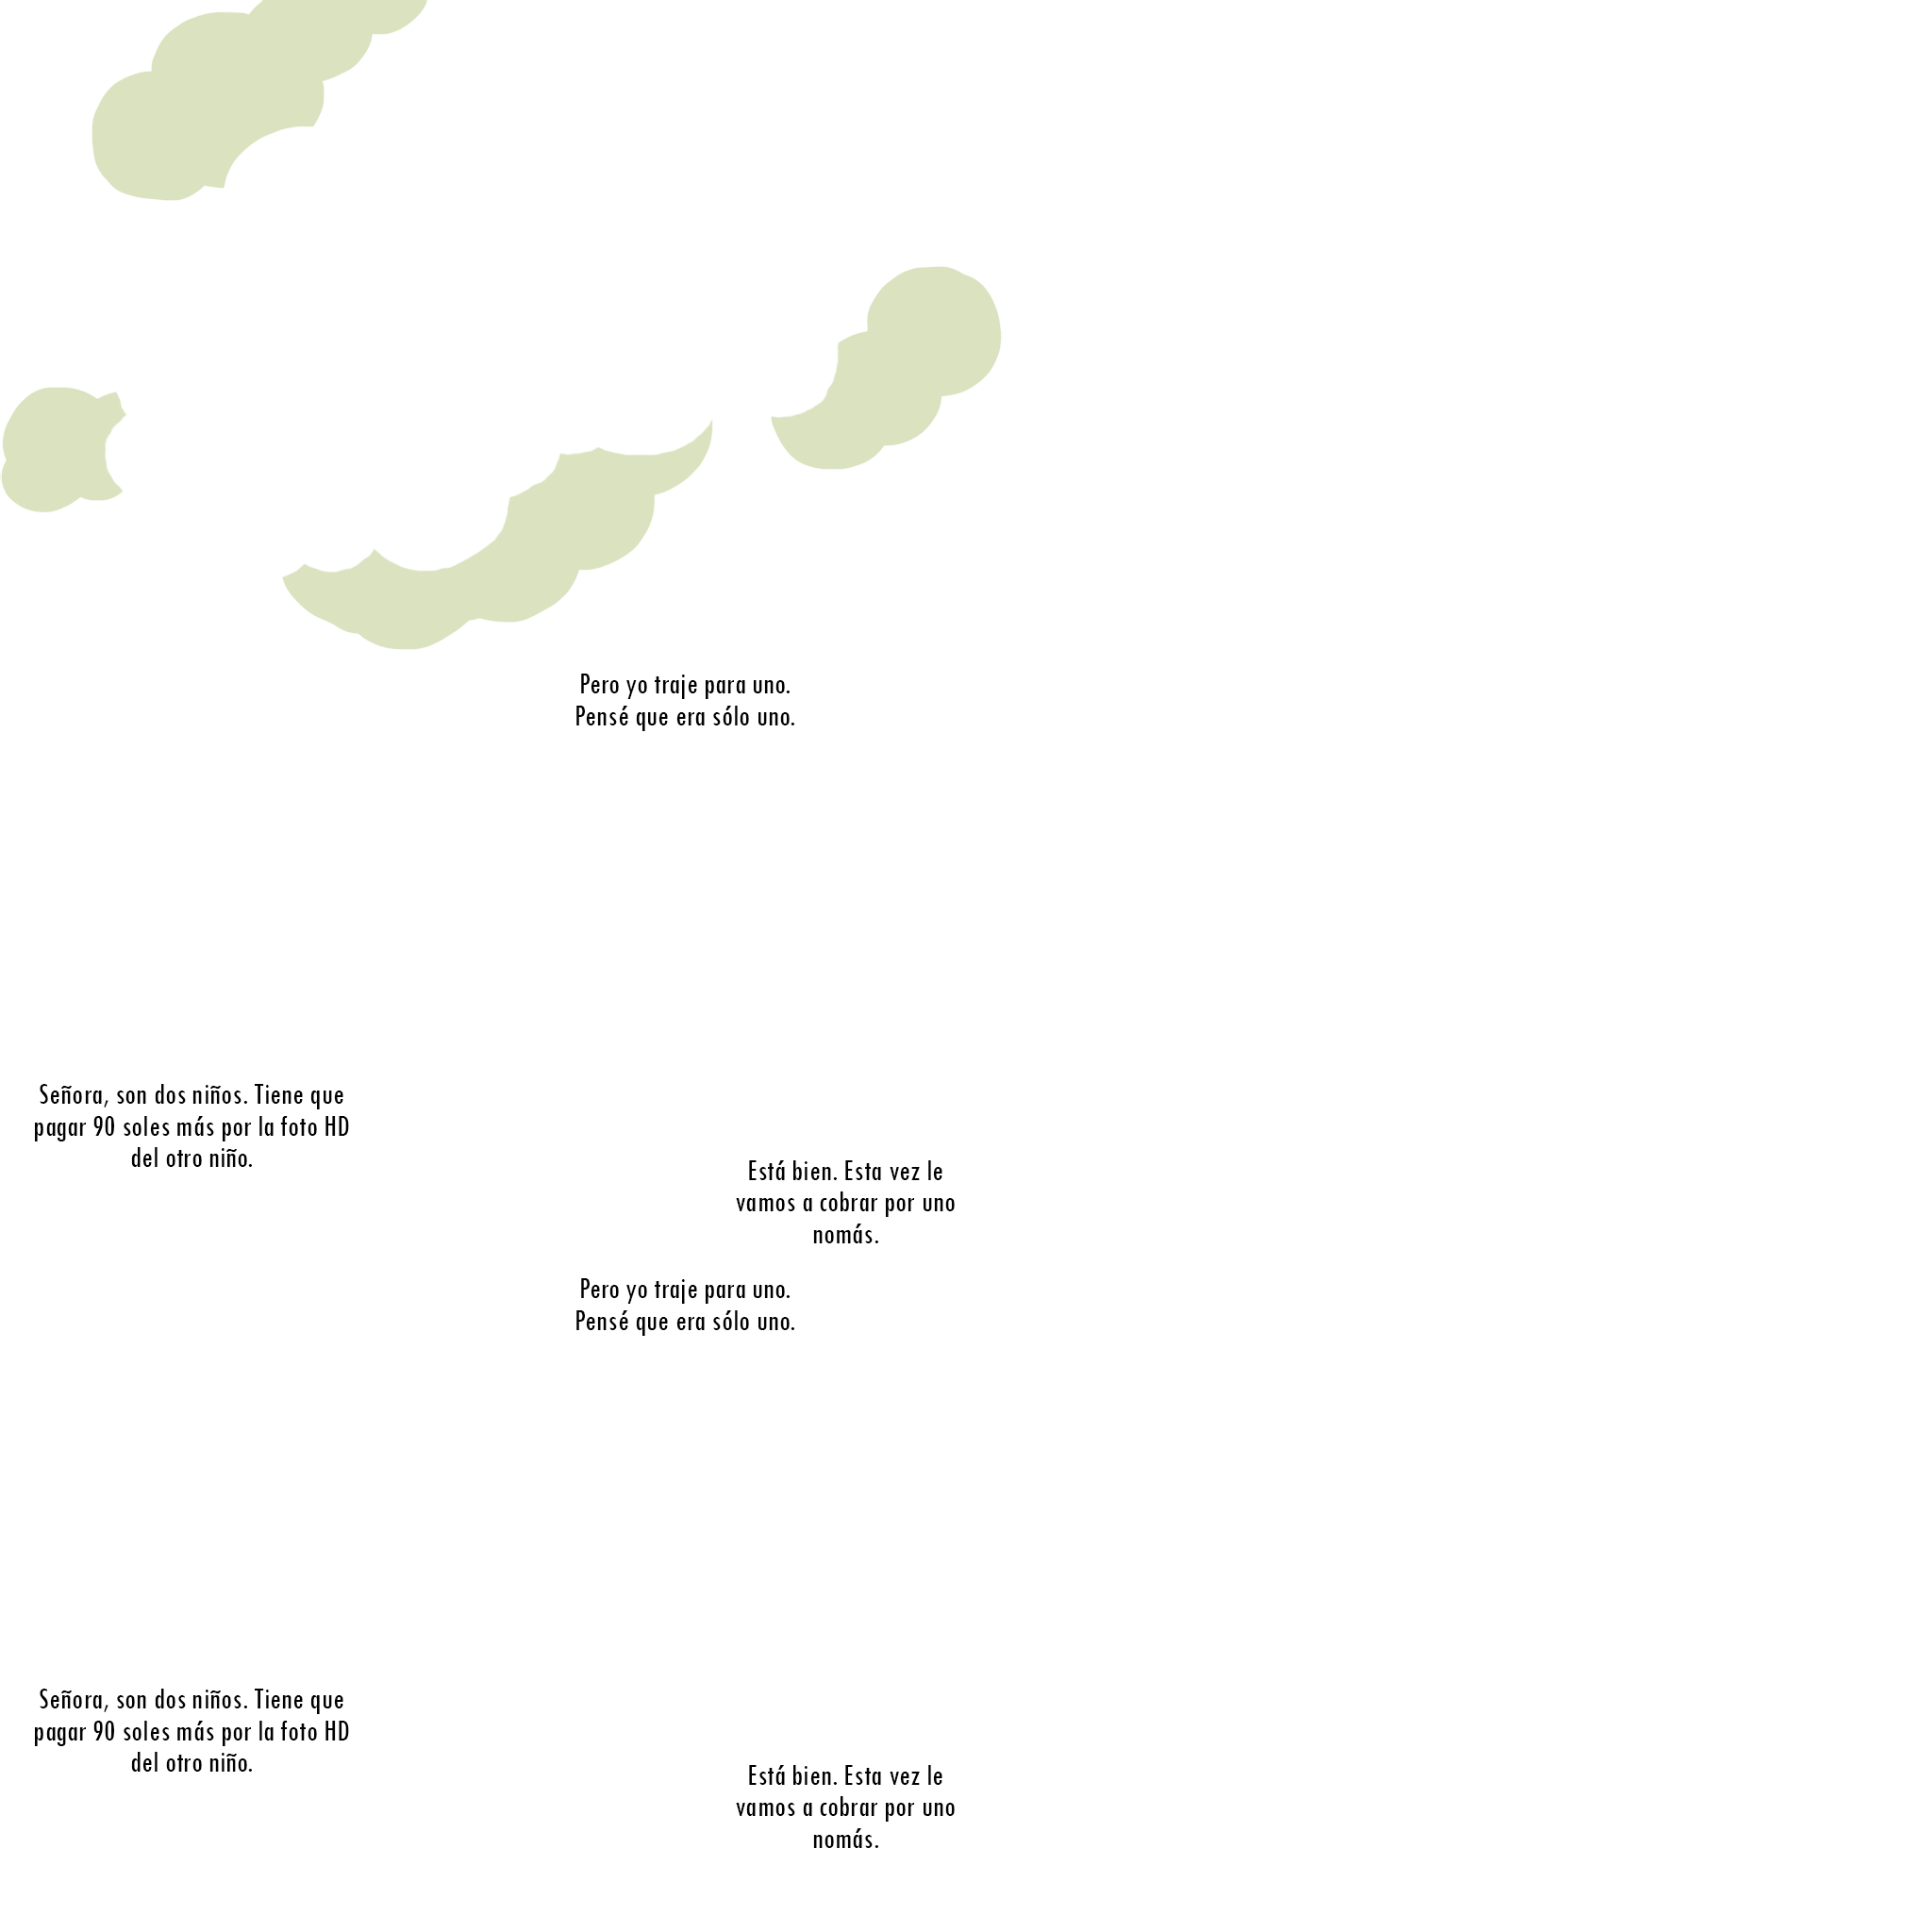 Pero yo traje para uno.
Pensé que era sólo uno.
Señora, son dos niños. Tiene que
pagar 90 soles más por la foto HD
del otro niño.
Está bien. Esta vez le
vamos a cobrar por uno
nomás.
Pero yo traje para uno.
Pensé que era sólo uno.
Señora, son dos niños. Tiene que
pagar 90 soles más por la foto HD
del otro niño.
Está bien. Esta vez le
vamos a cobrar por uno
nomás.